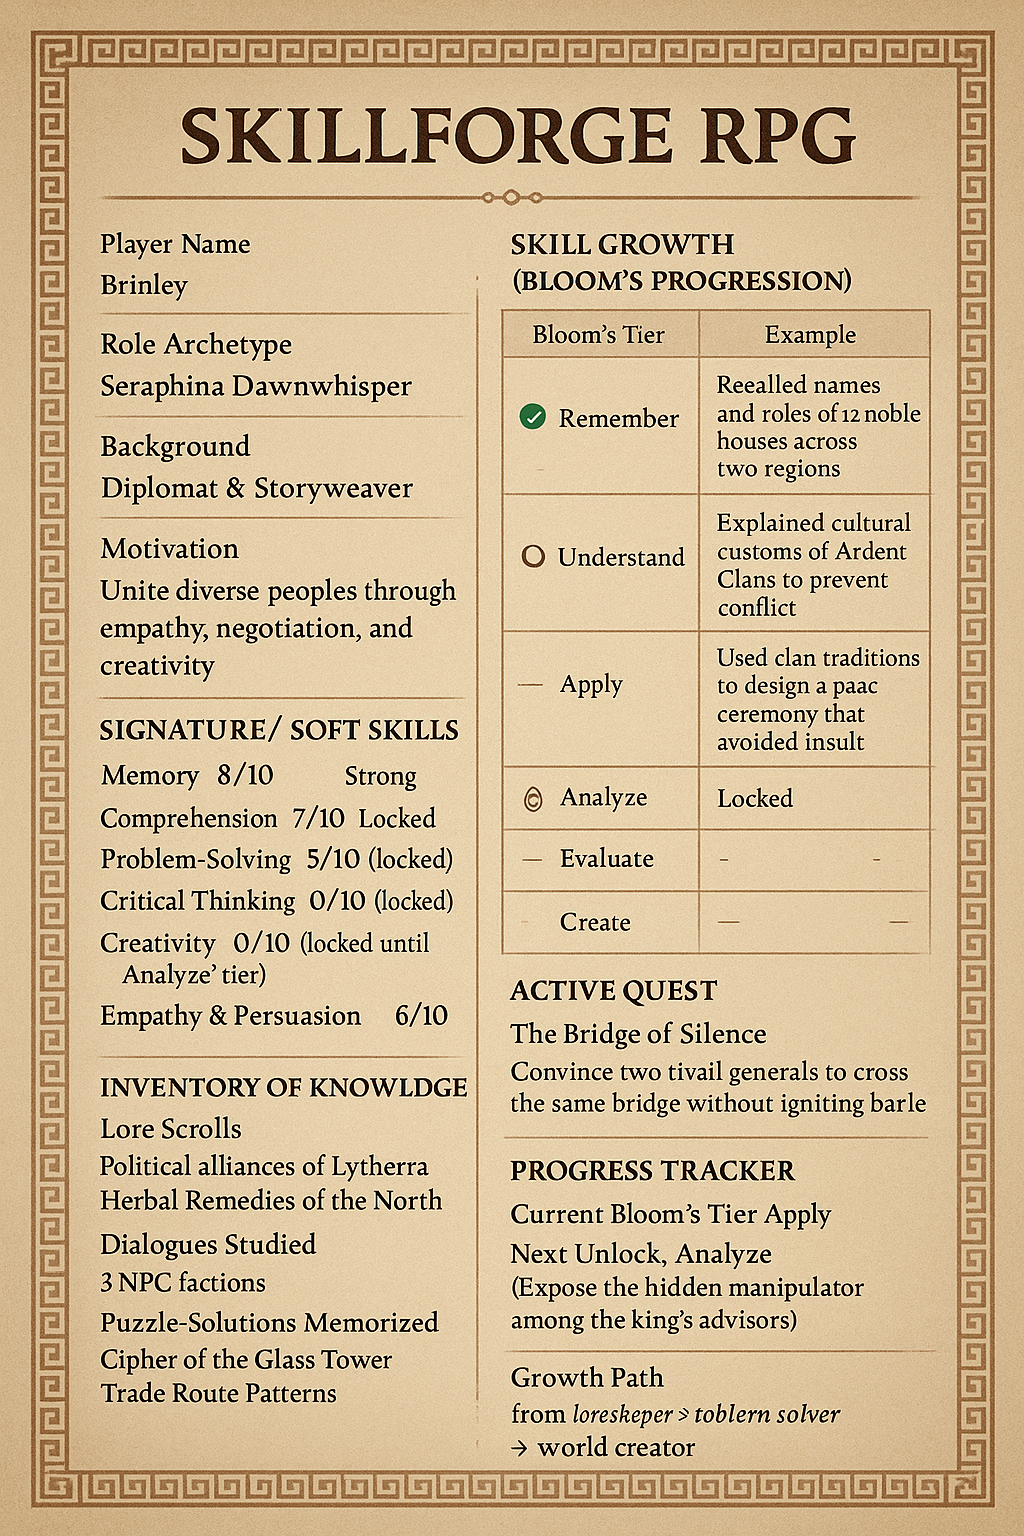 SKILLFORGE RPG
Player Name
Brinley
Role Archetype
Seraphina Dawnwhisper
Background
Diplomat & Storyweaver
Motivation
Unite diverse peoples through
empathy, negotiation, and
creativity
SIGNATURE/ SOFT SKILLS
Memory 8/10 Strong
Comprehension 7/10 Locked
Problem-Solving 5/10 (locked)
Critical Thinking 0/10 (locked)
Creativity 0/10 (locked until
Analyze’ tier)
Empathy & Persuasion 6/10
INVENTORY OF KNOWLDGE
Lore Scrolls
Political alliances of Lytherra
Herbal Remedies of the North
Dialogues Studied
3 NPC factions
Puzzle-Solutions Memorized
Cipher of the Glass Tower
Trade Route Patterns
SKILL GROWTH
(BLOOM’S PROGRESSION)
Bloom’s Tier Example
Remember
Reealled names
and roles of 12 noble
houses across
two regions
Understand
Explained cultural
customs of Ardent
Clans to prevent
conflict
— Apply
Used clan traditions
to design a paac
ceremony that
avoided insult
© Analyze Locked
— Evaluate - -
- Create — —
ACTIVE QUEST
The Bridge of Silence
Convince two tivail generals to cross
the same bridge without igniting barle
PROGRESS TRACKER
Current Bloom’s Tier Apply
Next Unlock, Analyze
(Expose the hidden manipulator
among the king’s advisors)
Growth Path
from loreskeper > toblern solver
→ world creator